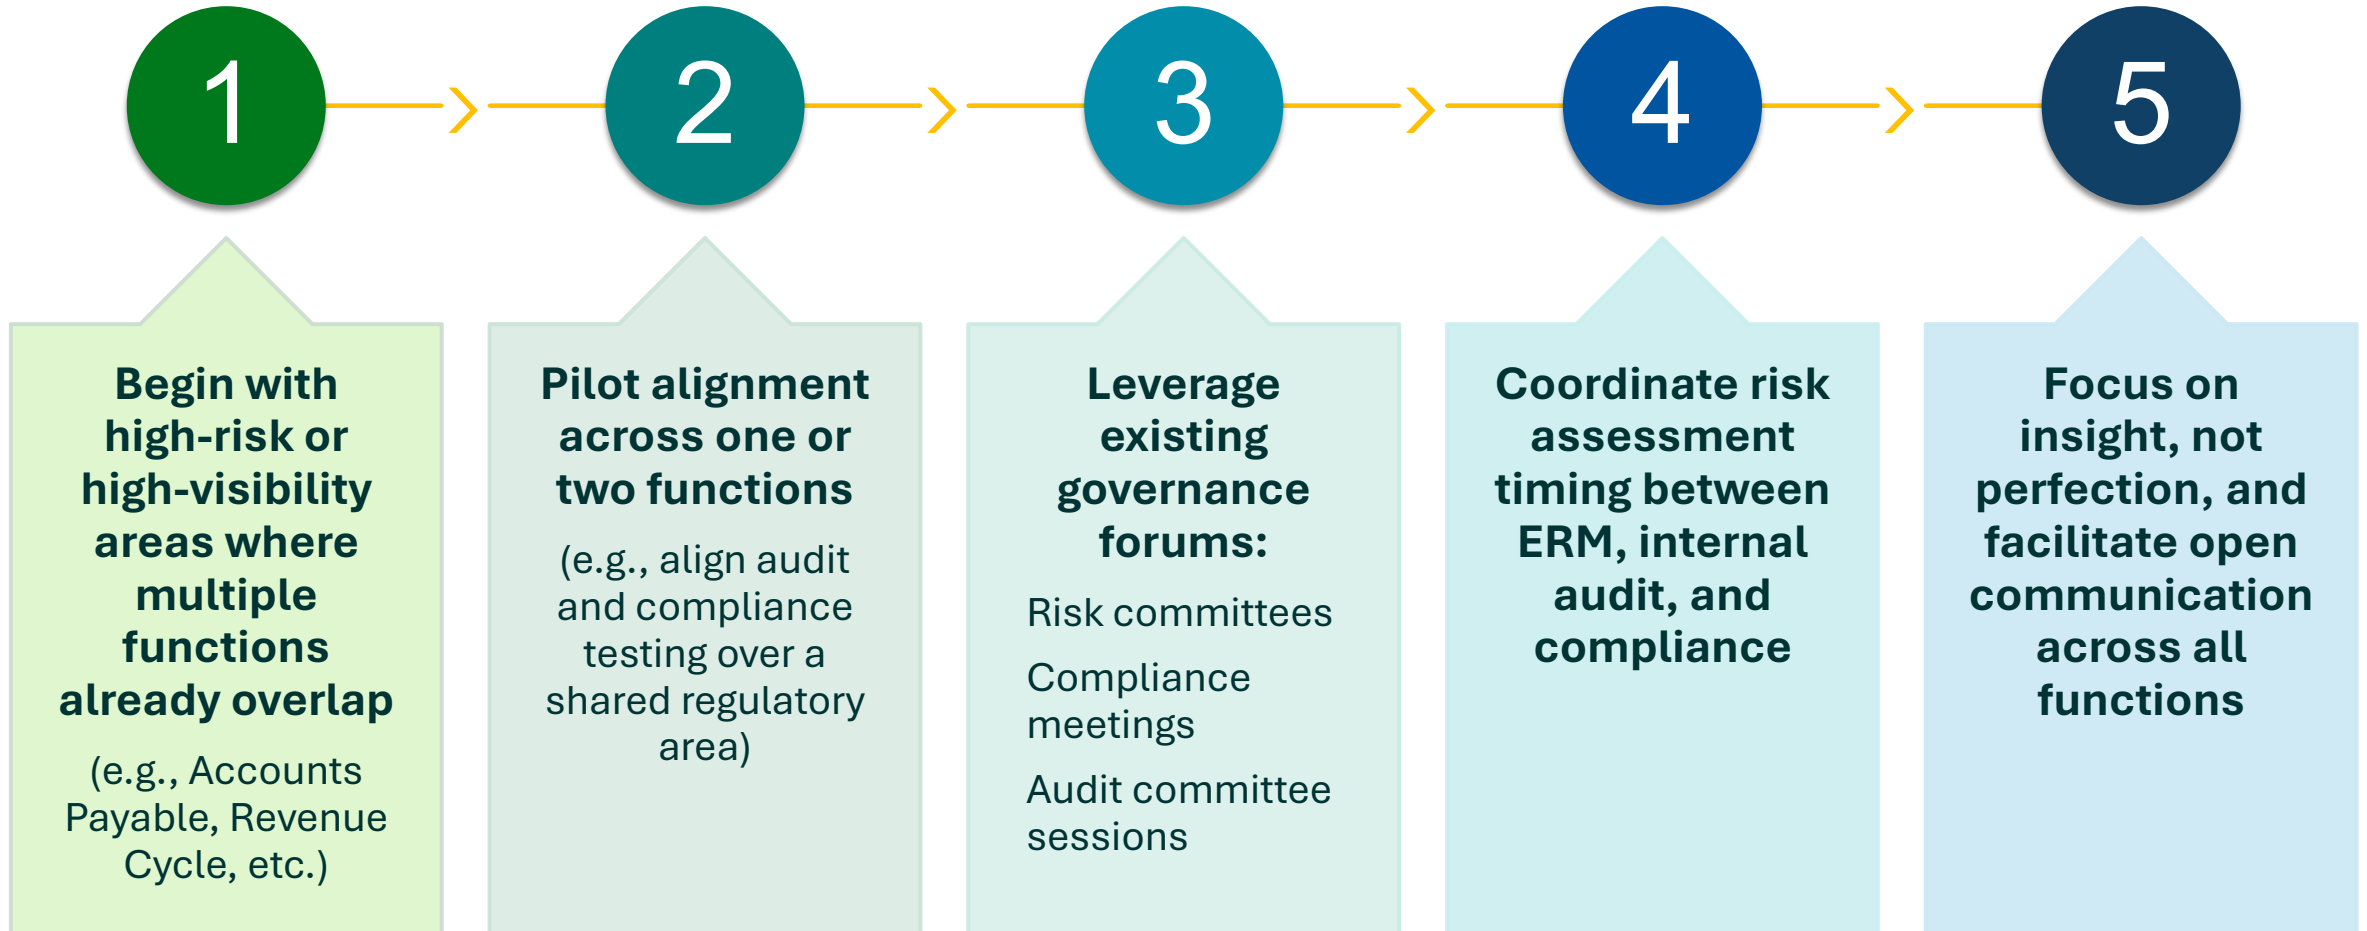 1
2
3
4
5
Begin with
high-risk or
high-visibility
areas where
multiple
functions
already overlap
(e.g., Accounts
Payable, Revenue
Cycle, etc.)
Pilot alignment
across one or
two functions
(e.g., align audit
and compliance
testing over a
shared regulatory
area)
Leverage
existing
governance
forums:
Risk committees
Compliance
meetings
Audit committee
sessions
Coordinate risk
assessment
timing between
ERM, internal
audit, and
compliance
Focus on
insight, not
perfection, and
facilitate open
communication
across all
functions